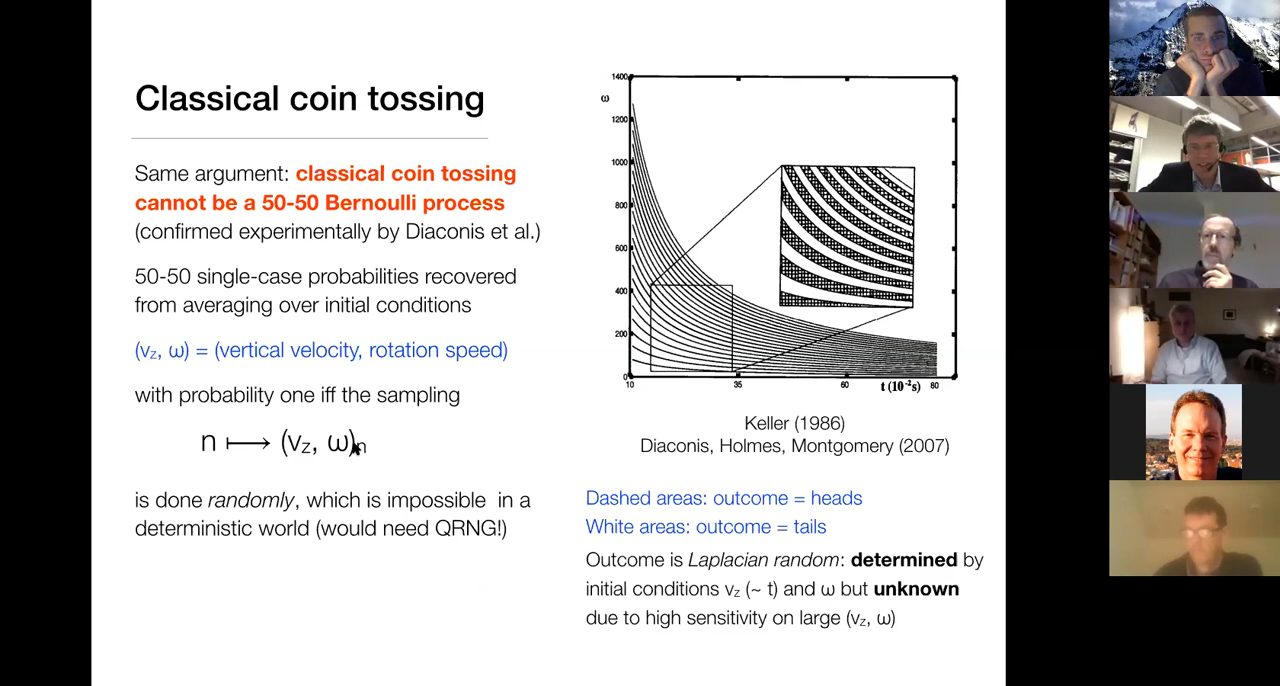 Classical coin tossing
Same argument: classical coin tossing
cannot be a 50-50 Bernoulli process
(confirmed experimentally by Diaconis et al.)
50-50 single-case probabilities recovered
from averaging over initial conditions
(vz, ω) = (vertical velocity, rotation speed)
with probability one iff the sampling
n ⟼ (vz, ω)n
is done randomly, which is impossible in a
deterministic world (would need QRNG!)
1400
ω
1200
1000
800
600
400
200
0
10 35 60 t (10⁻²s) 80
Keller (1986)
Diaconis, Holmes, Montgomery (2007)
Dashed areas: outcome = heads
White areas: outcome = tails
Outcome is Laplacian random: determined by
initial conditions vz (~ t) and ω but unknown
due to high sensitivity on large (vz, ω)